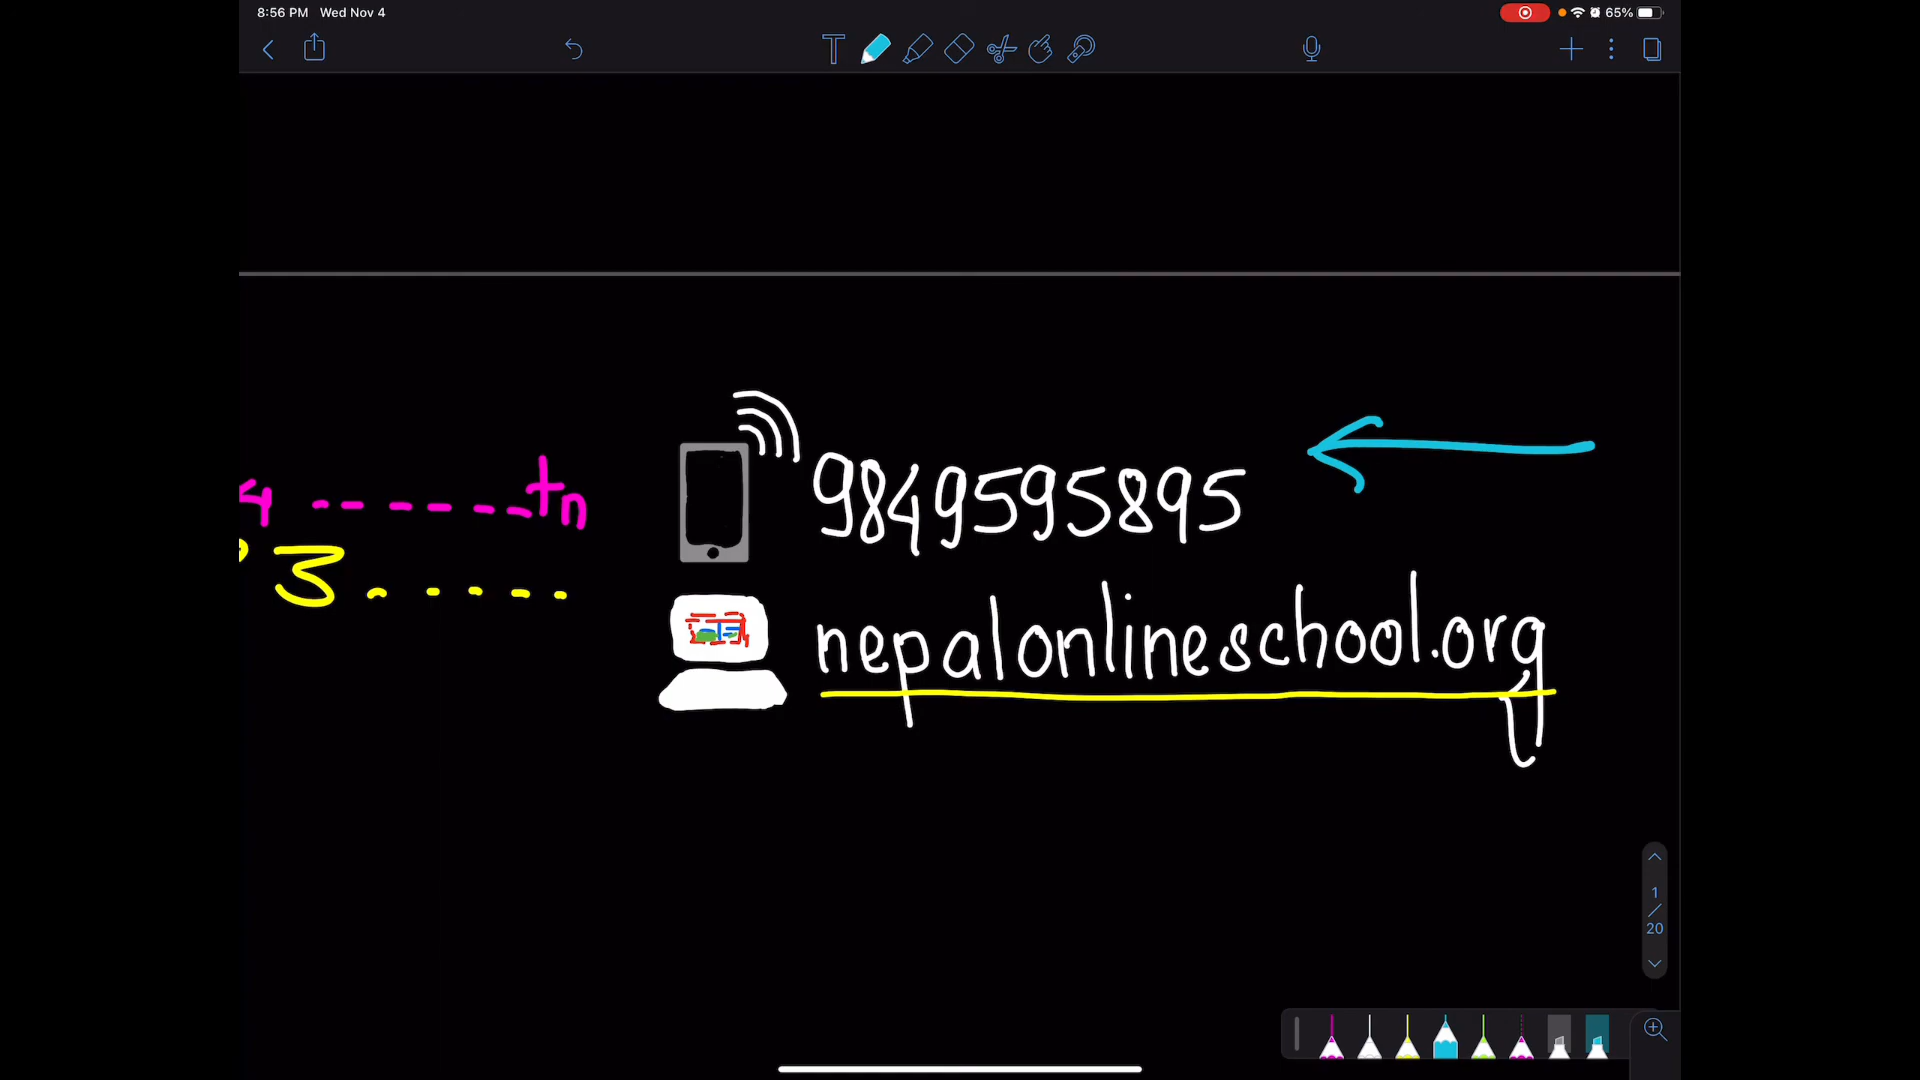 8:56 PM Wed Nov 4
65%
T
9849595895
4 ------tn
3.....
nepalonlineschool.org
1
/
20